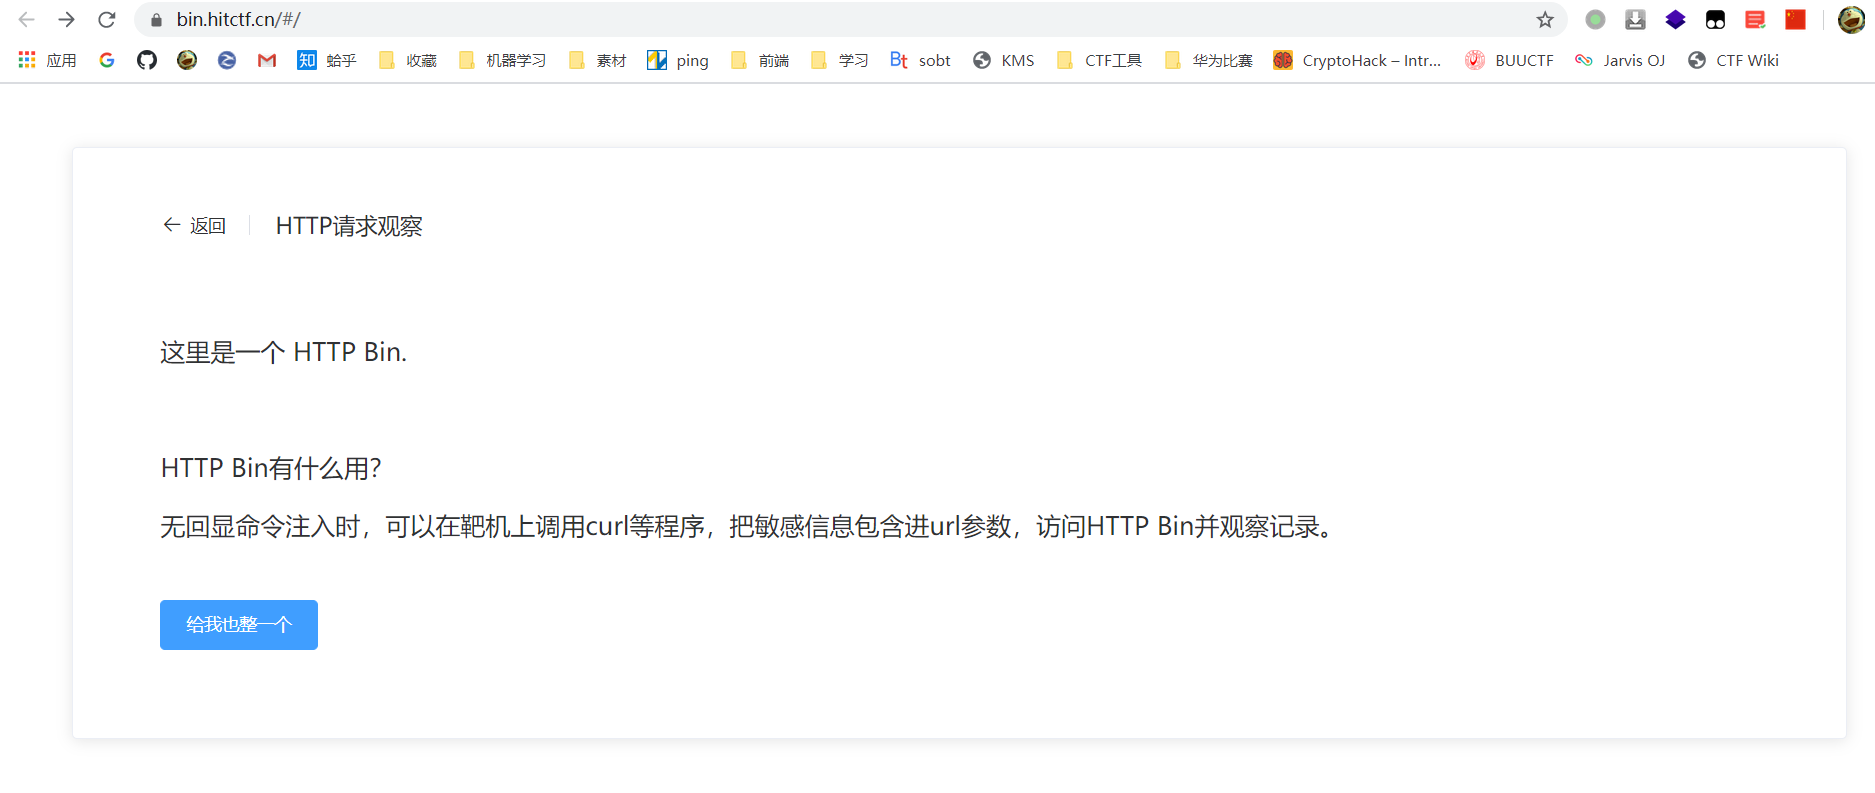 bin.hitctf.cn/#/
应用 知 蛤乎 收藏 机器学习 素材 ping 前端 学习 Bt sobt KMS CTF工具 华为比赛 CryptoHack – Intr... BUUCTF Jarvis OJ CTF Wiki
返回 HTTP请求观察
这里是一个 HTTP Bin.
HTTP Bin有什么用?
无回显命令注入时，可以在靶机上调用curl等程序，把敏感信息包含进url参数，访问HTTP Bin并观察记录。
给我也整一个